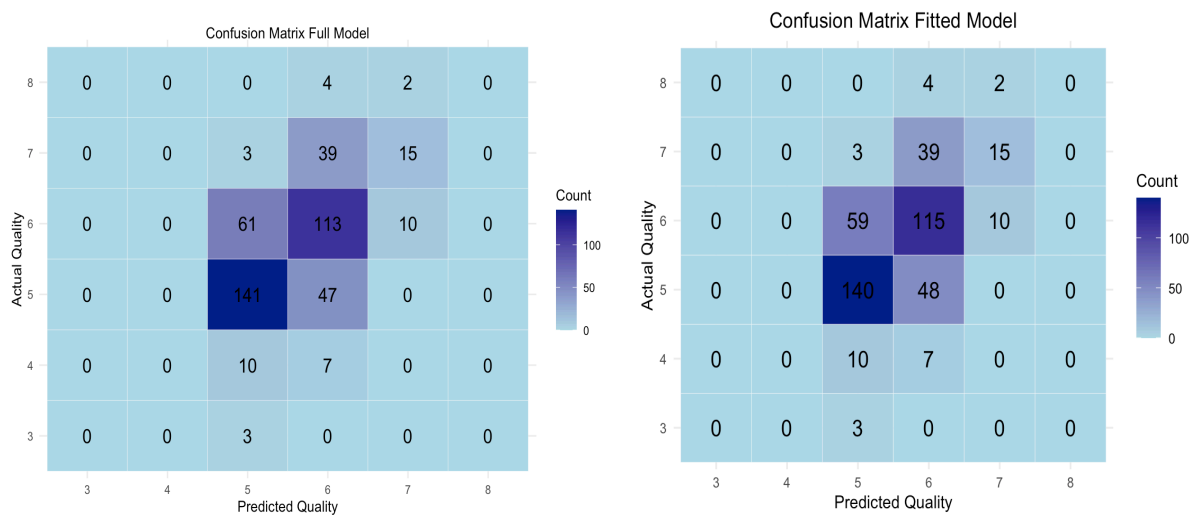 Confusion Matrix Full Model
Actual Quality
8 0 0 0 4 2 0
7 0 0 3 39 15 0
6 0 0 61 113 10 0
5 0 0 141 47 0 0
4 0 0 10 7 0 0
3 0 0 3 0 0 0
3 4 5 6 7 8
Predicted Quality
Count
100
50
0
Confusion Matrix Fitted Model
Actual Quality
8 0 0 0 4 2 0
7 0 0 3 39 15 0
6 0 0 59 115 10 0
5 0 0 140 48 0 0
4 0 0 10 7 0 0
3 0 0 3 0 0 0
3 4 5 6 7 8
Predicted Quality
Count
100
50
0